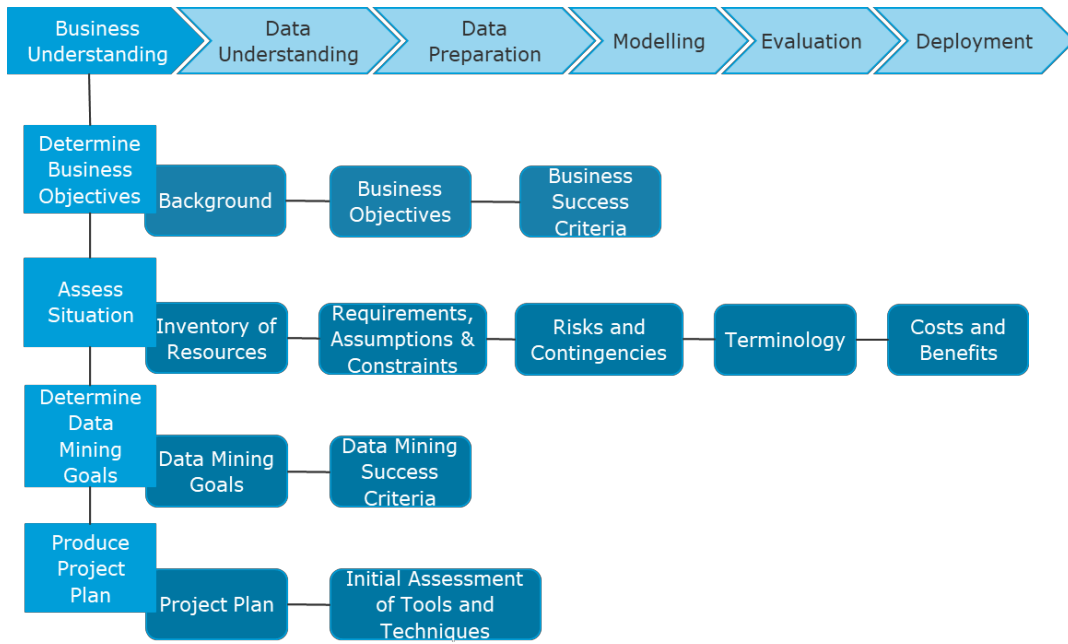 Business
Understanding
Data
Understanding
Data
Preparation
Modelling
Evaluation
Deployment
Determine
Business
Objectives
Background
Business
Objectives
Business
Success
Criteria
Assess
Situation
Inventory of
Resources
Requirements,
Assumptions &
Constraints
Risks and
Contingencies
Terminology
Costs and
Benefits
Determine
Data
Mining
Goals
Data Mining
Goals
Data Mining
Success
Criteria
Produce
Project
Plan
Project Plan
Initial Assessment
of Tools and
Techniques